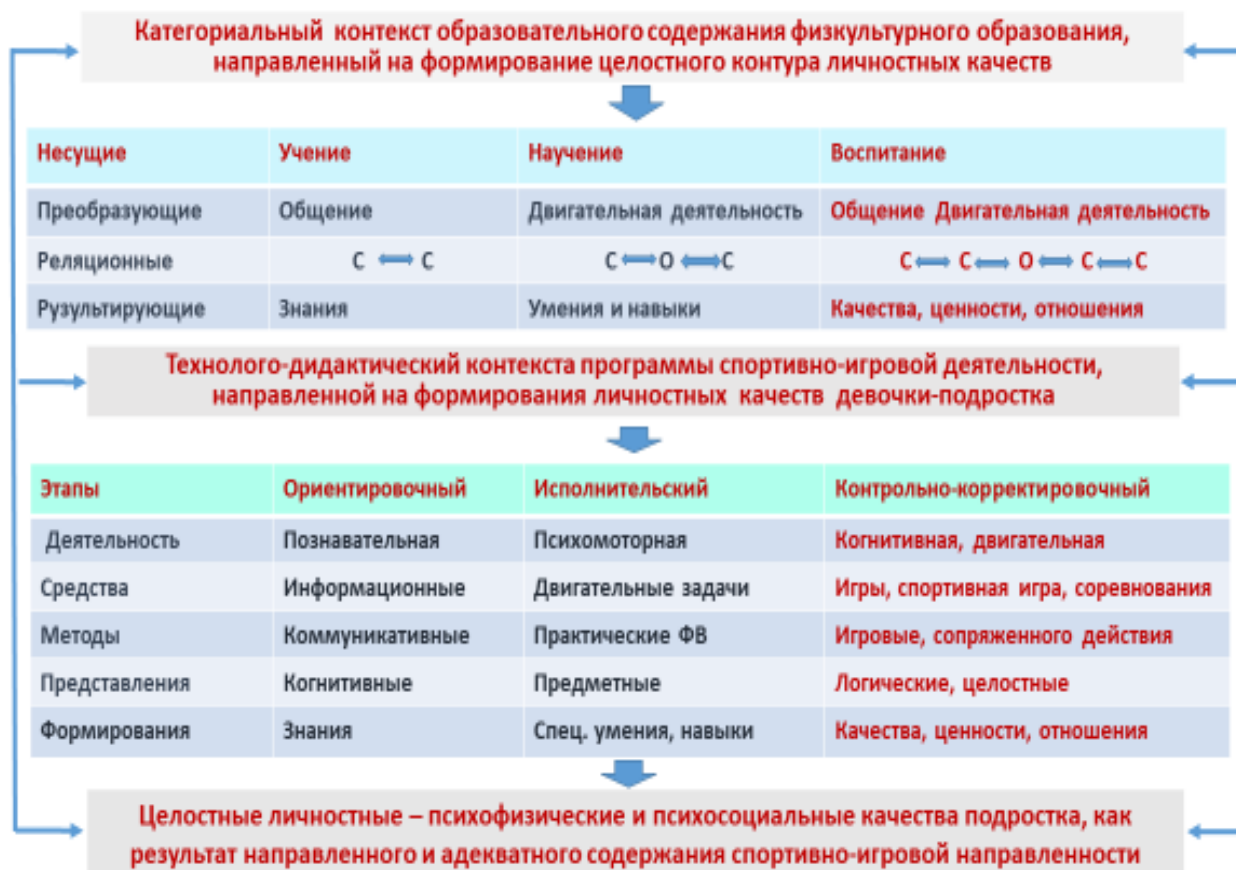 Категориальный контекст образовательного содержания физкультурного образования,
направленный на формирование целостного контура личностных качеств
Несущие Учение Научение Воспитание
Преобразующие Общение Двигательная деятельность Общение Двигательная деятельность
Реляционные С С С О С С С О С С
Рузультирующие Знания Умения и навыки Качества, ценности, отношения
Технолого-дидактический контекста программы спортивно-игровой деятельности,
направленной на формирования личностных качеств девочки-подростка
Этапы Ориентировочный Исполнительский Контрольно-корректировочный
Деятельность Познавательная Психомоторная Когнитивная, двигательная
Средства Информационные Двигательные задачи Игры, спортивная игра, соревнования
Методы Коммуникативные Практические ФВ Игровые, сопряженного действия
Представления Когнитивные Предметные Логические, целостные
Формирования Знания Спец. умения, навыки Качества, ценности, отношения
Целостные личностные – психофизические и психосоциальные качества подростка, как
результат направленного и адекватного содержания спортивно-игровой направленности